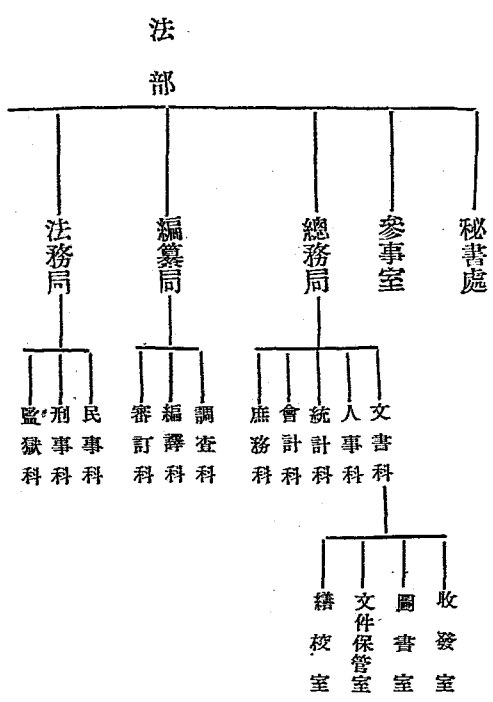 法部
秘書處
參事室
總務局
編纂局
法務局
文書科
人事科
統計科
會計科
庶務科
調查科
編譯科
審訂科
民事科
刑事科
監獄科
收發室
圖書室
文件保管室
繕校室